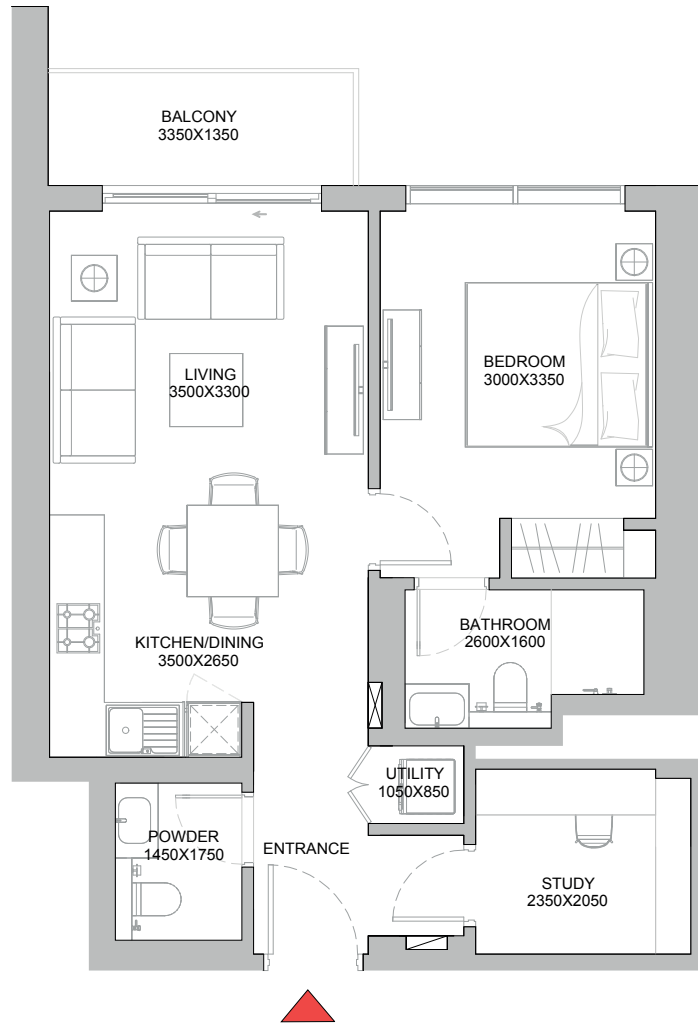 BALCONY
3350X1350
LIVING
3500X3300
BEDROOM
3000X3350
KITCHEN/DINING
3500X2650
BATHROOM
2600X1600
UTILITY
1050X850
POWDER
1450X1750
ENTRANCE
STUDY
2350X2050